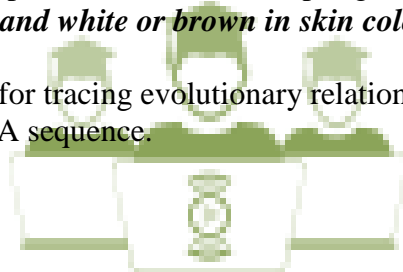 and white or brown in skin col
for tracing evolutionary relation
A sequence.